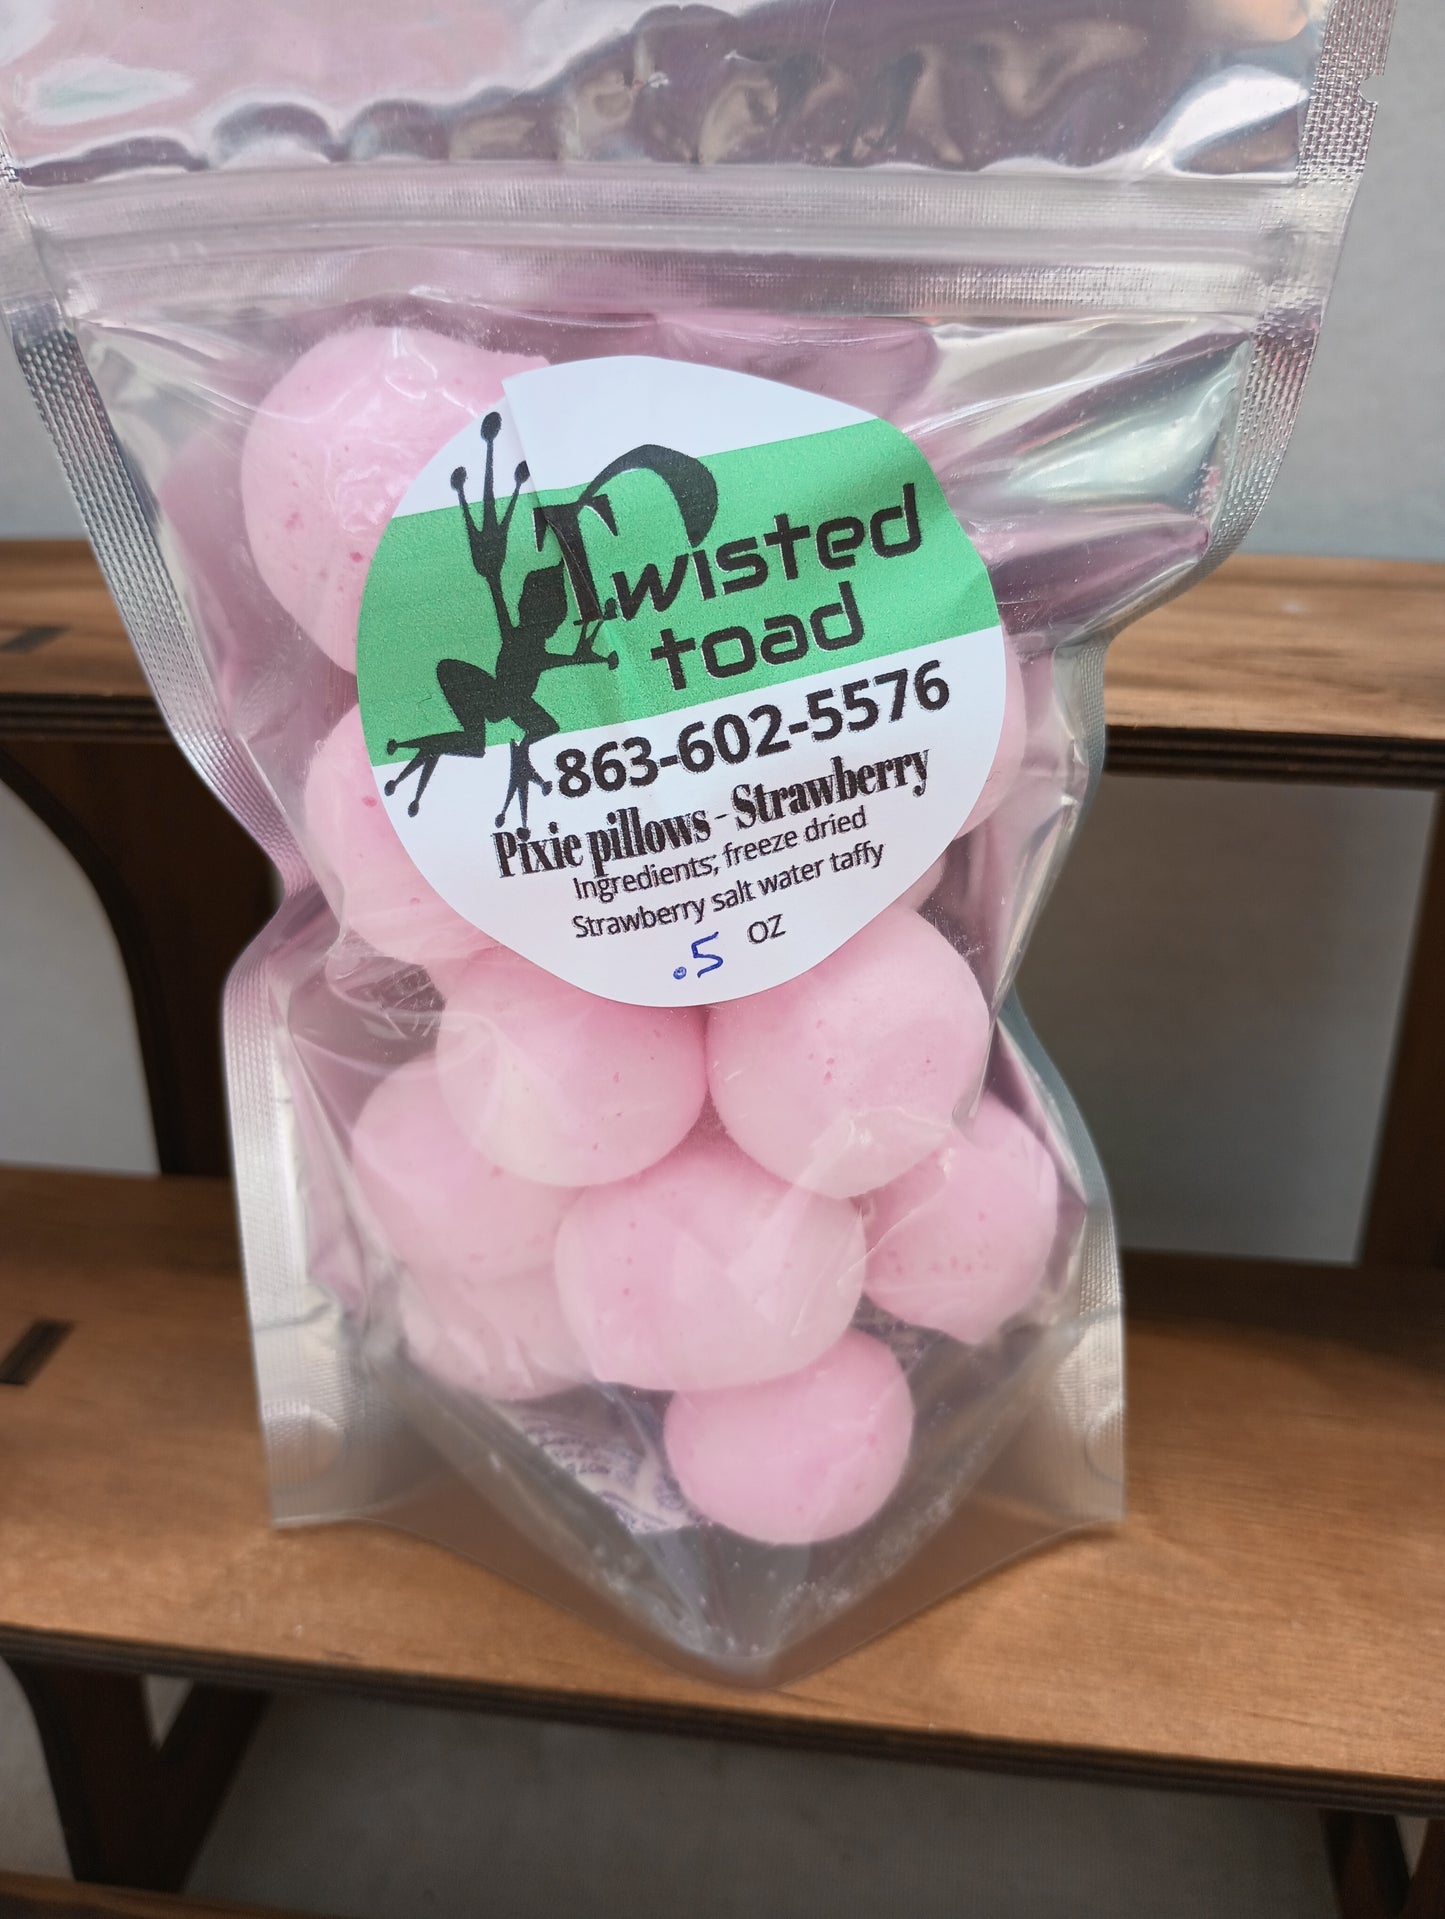 Twisted
toad
863-602-5576
Pixie pillows - Strawberry
Ingredients; freeze dried
Strawberry salt water taffy
.5 oz